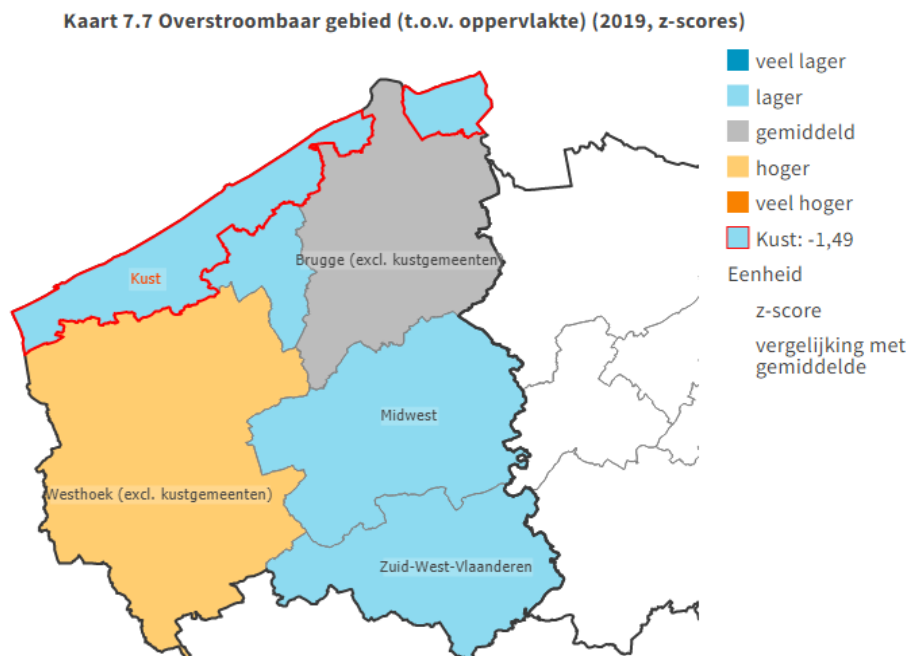 Kaart 7.7 Overstroombaar gebied (t.o.v. oppervlakte) (2019, z-scores)
veel lager
lager
gemiddeld
hoger
veel hoger
Kust: -1,49
Eenheid
z-score
vergelijking met
gemiddelde
Brugge (excl. kustgemeenten
Kust
Midwest
Westhoek (excl. kustgemeenten)
Zuid-West-Vlaanderen